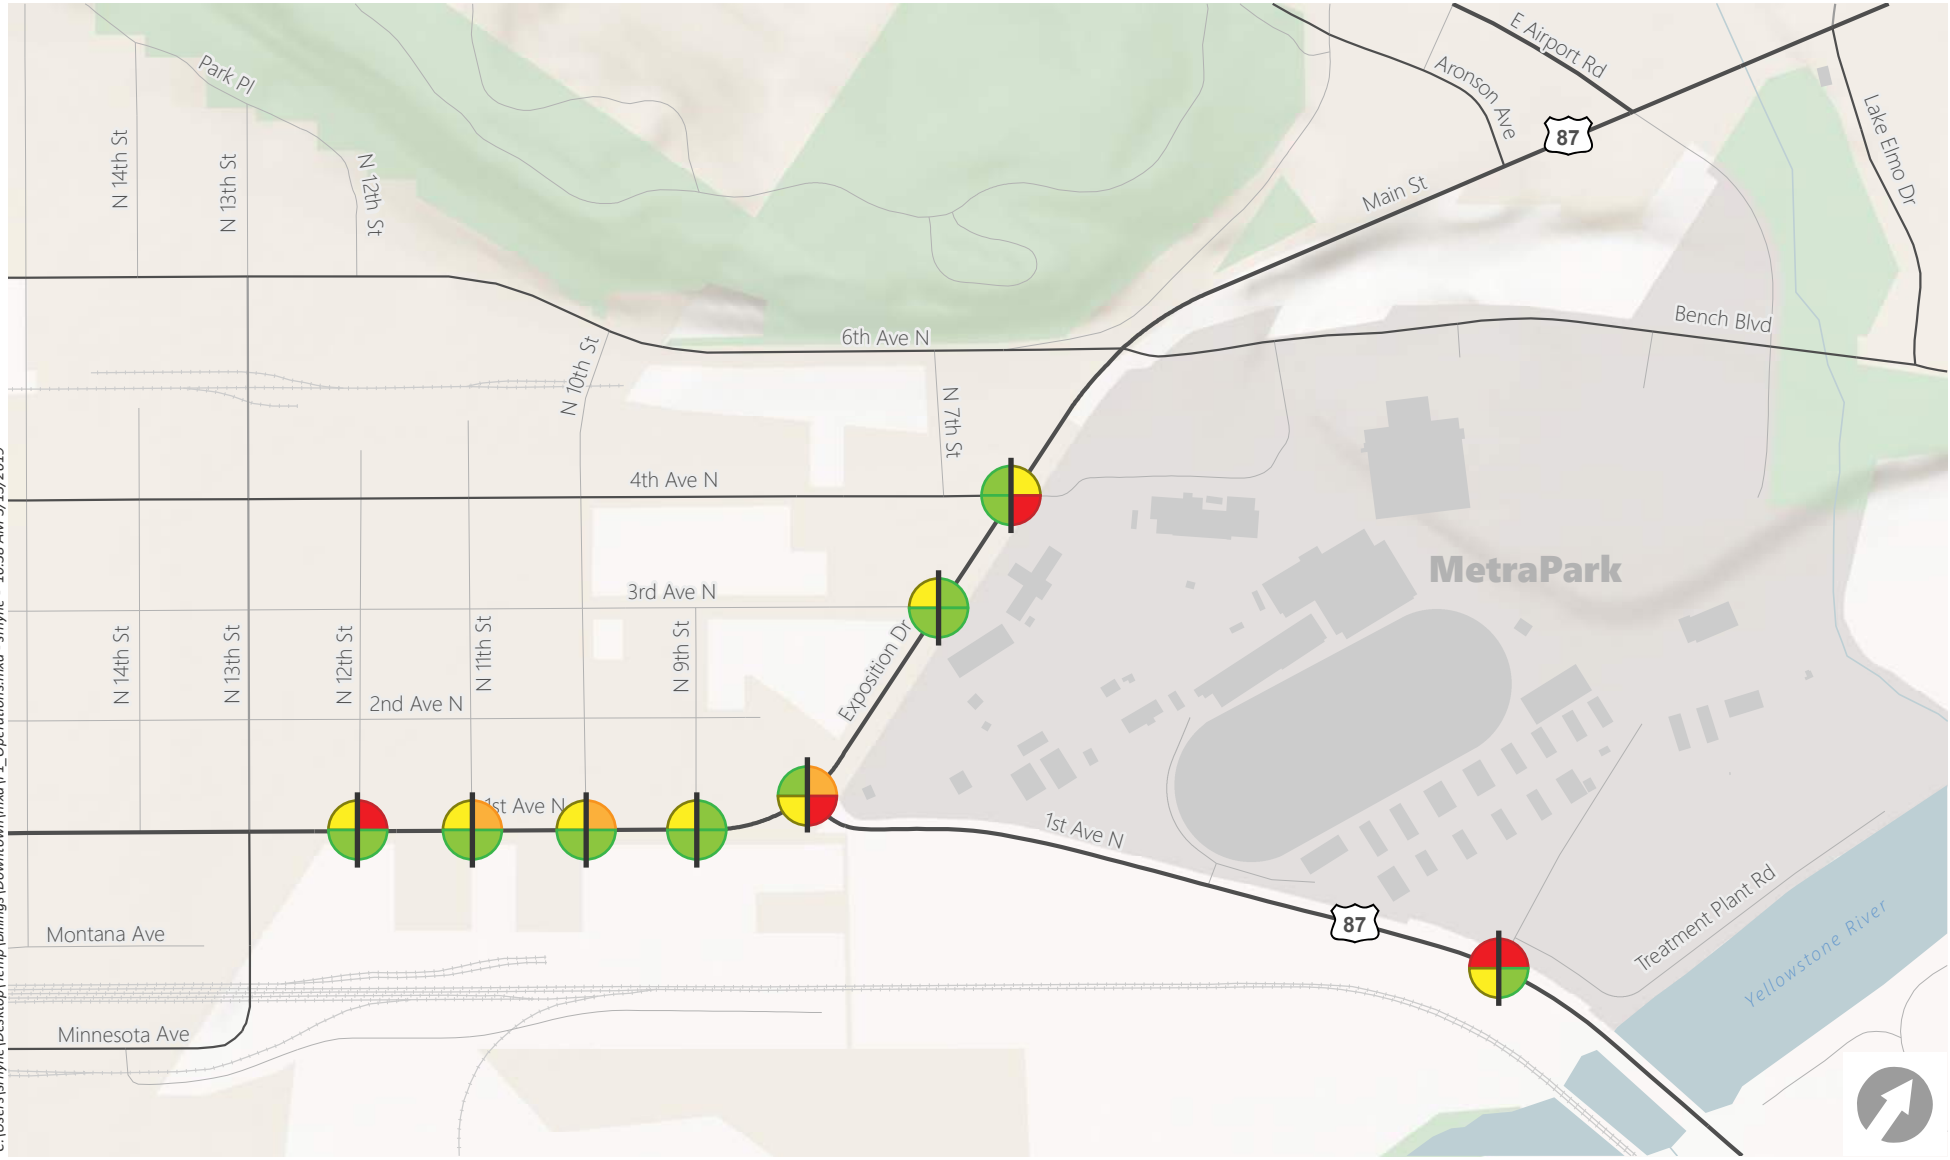 E Airport Rd
Park Pl
Aronson Ave
87
Lake Elmo Dr
N 14th St
N 13th St
N 12th St
Main St
Bench Blvd
6th Ave N
N 10th St
N 7th St
4th Ave N
MetraPark
3rd Ave N
N 14th St
N 13th St
N 12th St
N 11th St
N 9th St
Exposition Dr
2nd Ave N
1st Ave N
1st Ave N
87
Treatment Plant Rd
Yellowstone River
Montana Ave
Minnesota Ave